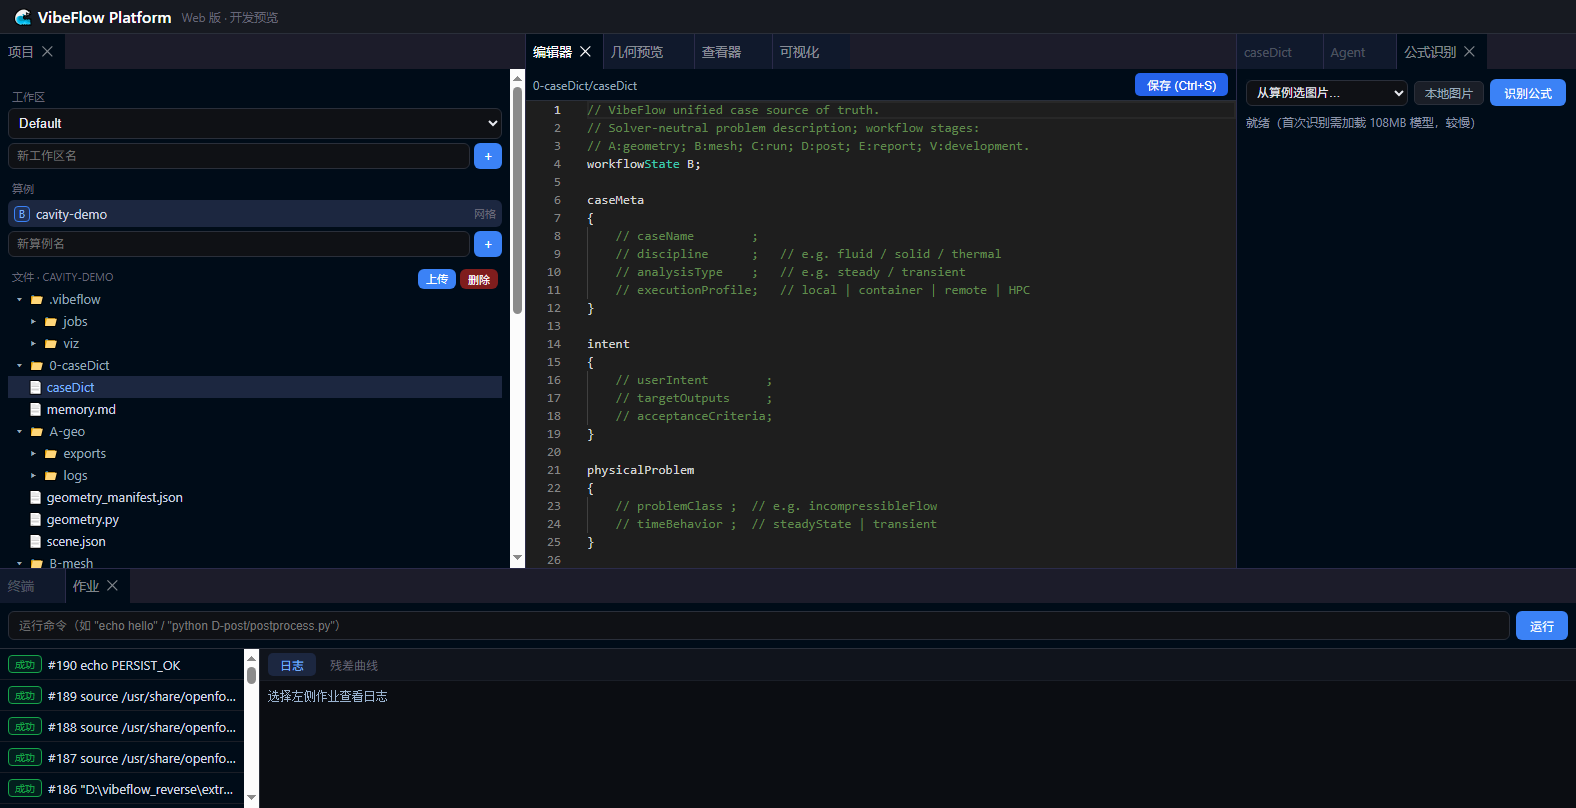 VibeFlow Platform Web 版 · 开发预览
项目
工作区
Default
新工作区名
+
算例
B cavity-demo 网格
新算例名
+
文件 · CAVITY-DEMO 上传 删除
.vibeflow
jobs
viz
0-caseDict
caseDict
memory.md
A-geo
exports
logs
geometry_manifest.json
geometry.py
scene.json
B-mesh
编辑器 几何预览 查看器 可视化
0-caseDict/caseDict 保存 (Ctrl+S)
1 // VibeFlow unified case source of truth.
2 // Solver-neutral problem description; workflow stages:
3 // A:geometry; B:mesh; C:run; D:post; E:report; V:development.
4 workflowState B;
5
6 caseMeta
7 {
8 // caseName ;
9 // discipline ; // e.g. fluid / solid / thermal
10 // analysisType ; // e.g. steady / transient
11 // executionProfile; // local | container | remote | HPC
12 }
13
14 intent
15 {
16 // userIntent ;
17 // targetOutputs ;
18 // acceptanceCriteria;
19 }
20
21 physicalProblem
22 {
23 // problemClass ; // e.g. incompressibleFlow
24 // timeBehavior ; // steadyState | transient
25 }
26
caseDict Agent 公式识别
从算例选图片... 本地图片 识别公式
就绪（首次识别需加载 108MB 模型，较慢）
终端 作业
运行命令（如 "echo hello" / "python D-post/postprocess.py"） 运行
成功 #190 echo PERSIST_OK
成功 #189 source /usr/share/openfo...
成功 #188 source /usr/share/openfo...
成功 #187 source /usr/share/openfo...
成功 #186 "D:\vibeflow_reverse\extr...
日志 残差曲线
选择左侧作业查看日志